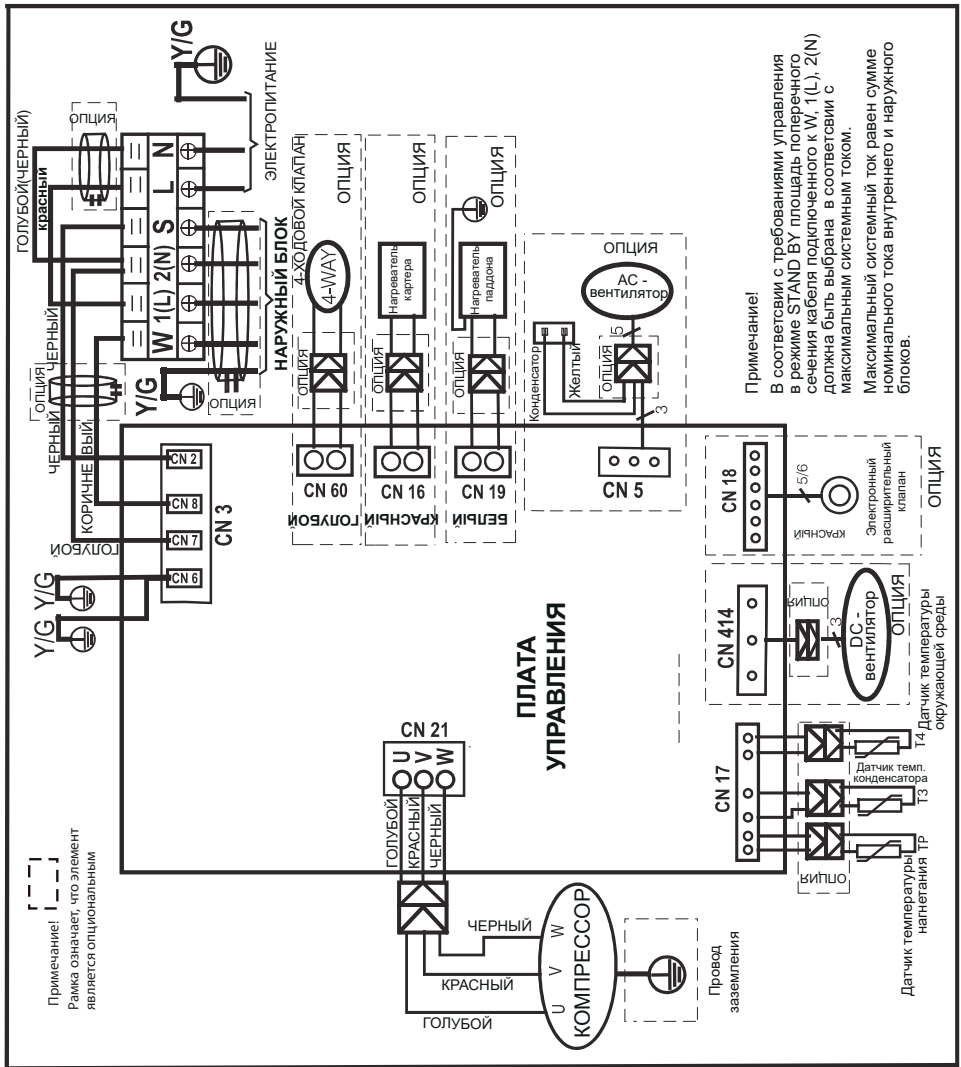 ГОЛУБОЙ(ЧЕРНЫЙ)
красный
ОПЦИЯ
Y/G
ЭЛЕКТРОПИТАНИЕ
W 1(L) 2(N) S L N
НАРУЖНЫЙ БЛОК
ОПЦИЯ
Y/G
ЧЕРНЫЙ
ОПЦИЯ
ЧЕРНЫЙ
КОРИЧНЕВЫЙ
ГОЛУБОЙ
Y/G
Y/G
CN 2
CN 8
CN 7
CN 6
CN 3
4-ХОДОВОЙ КЛАПАН
4-WAY
ОПЦИЯ
ОПЦИЯ
CN 60
ГОЛУБОЙ
Нагреватель
картера
ОПЦИЯ
ОПЦИЯ
CN 16
КРАСНЫЙ
Нагреватель
паддона
ОПЦИЯ
ОПЦИЯ
CN 19
БЕЛЫЙ
ОПЦИЯ
AC -
вентилятор
5
Конденсатор
Желтый
ОПЦИЯ
3
CN 5
Примечание!
В соответсвии с требованиями управления
в режиме STAND BY площадь поперечного
сечения кабеля подключенного к W, 1(L), 2(N)
должна быть выбрана в соответсвии с
максимальным системным током.
Максимальный системный ток равен сумме
номинального тока внутреннего и наружного
блоков.
CN 18
5/6
КРАСНЫЙ
Электронный
расширительный
клапан
ОПЦИЯ
CN 414
ОПЦИЯ
3
DC -
вентилятор
ОПЦИЯ
ПЛАТА
УПРАВЛЕНИЯ
CN 21
U
V
W
ГОЛУБОЙ
КРАСНЫЙ
ЧЕРНЫЙ
CN 17
T4
Датчик температуры
окружающей среды
Датчик темп.
конденсатора
T3
TP
ОПЦИЯ
Датчик температуры
нагнетания
ЧЕРНЫЙ
КРАСНЫЙ
ГОЛУБОЙ
U V W
КОМПРЕССОР
Провод
заземления
Примечание!
Рамка означает, что элемент
является опциональным